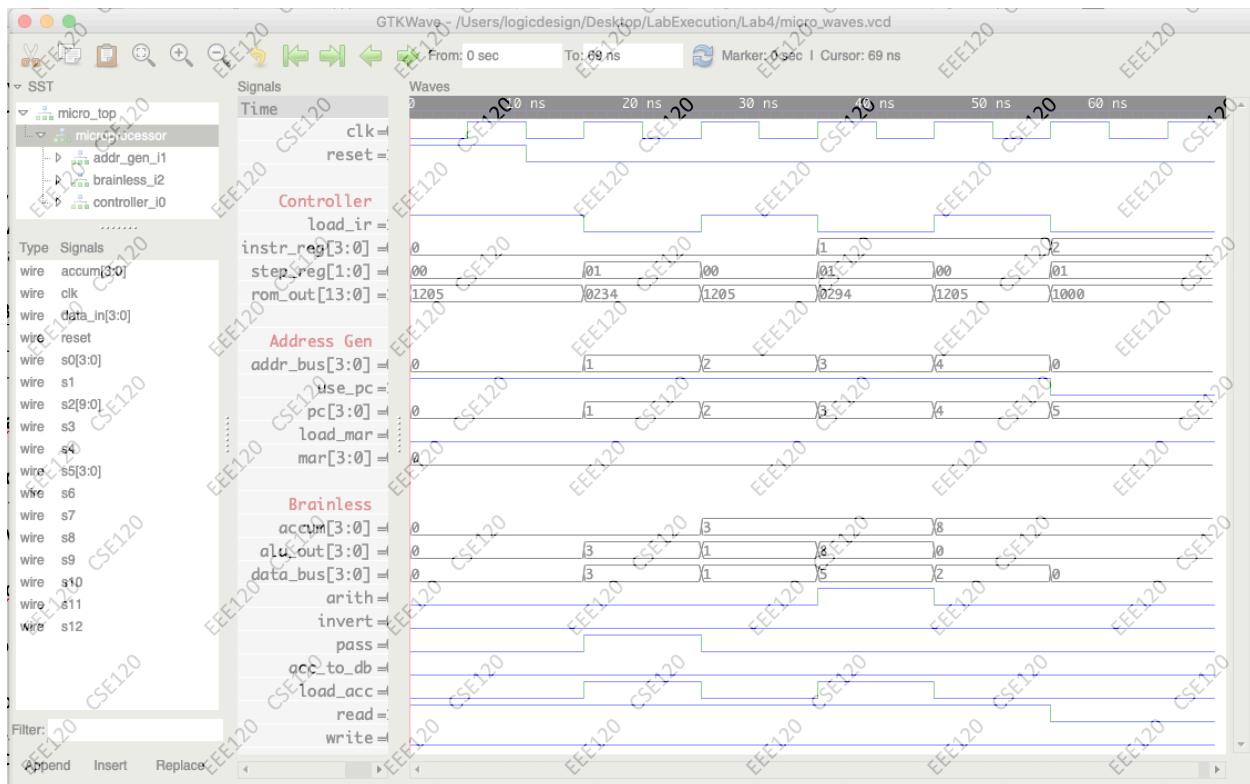 GTKWave - /Users/logicdesign/Desktop/LabExecution/Lab4/micro_waves.vcd
From: 0 sec To: 69 ns Marker: 0 sec | Cursor: 69 ns
SST
micro_top
microprocessor
addr_gen_i1
brainless_i2
controller_i0
Type Signals
wire accum[3:0]
wire clk
wire data_in[3:0]
wire reset
wire s0[3:0]
wire s1
wire s2[9:0]
wire s3
wire s4
wire s5[3:0]
wire s6
wire s7
wire s8
wire s9
wire s10
wire s11
wire s12
Filter:
Append Insert Replace
Signals
Time
clk=
reset=
Controller
load_ir=
instr_reg[3:0]=
step_reg[1:0]=
rom_out[13:0]=
Address Gen
addr_bus[3:0]=
use_pc=
pc[3:0]=
load_mar=
mar[3:0]=
Brainless
accum[3:0]=
alu_out[3:0]=
data_bus[3:0]=
arith=
invert=
pass=
acc_to_db=
load_acc=
read=
write=
Waves
0 10 ns 20 ns 30 ns 40 ns 50 ns 60 ns
0 1 2
00 01 00 01 00 01
1205 0234 1205 0294 1205 1000
0 1 2 3 4 0
0 1 2 3 4 5
0
0 3 8
0 3 1 8 0
0 3 1 5 2 0
EEE120
CSE120